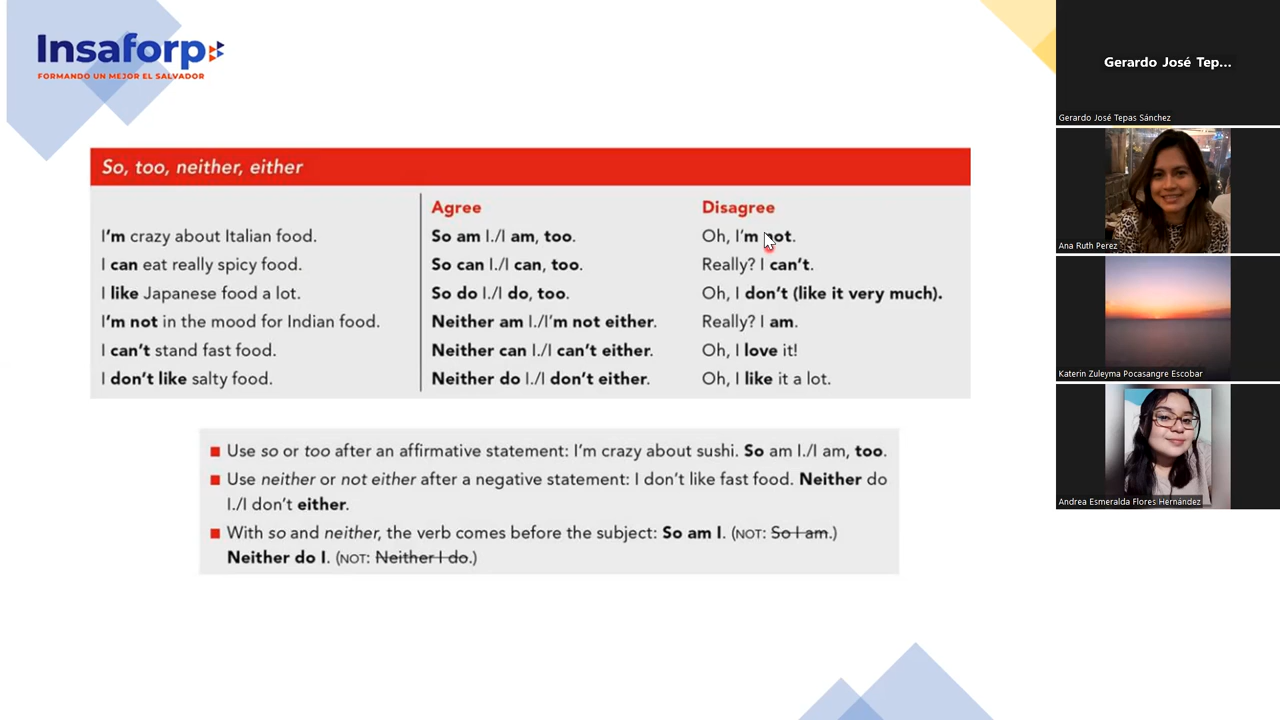 Insaforp
FORMANDO UN MEJOR EL SALVADOR
So, too, neither, either
Agree Disagree
I'm crazy about Italian food. So am I./I am, too. Oh, I'm not.
I can eat really spicy food. So can I./I can, too. Really? I can't.
I like Japanese food a lot. So do I./I do, too. Oh, I don't (like it very much).
I'm not in the mood for Indian food. Neither am I./I'm not either. Really? I am.
I can't stand fast food. Neither can I./I can't either. Oh, I love it!
I don't like salty food. Neither do I./I don't either. Oh, I like it a lot.
Use so or too after an affirmative statement: I'm crazy about sushi. So am I./I am, too.
Use neither or not either after a negative statement: I don't like fast food. Neither do
I./I don't either.
With so and neither, the verb comes before the subject: So am I. (NOT: So I am.)
Neither do I. (NOT: Neither I do.)
Gerardo José Tep...
Gerardo José Tepas Sánchez
Ana Ruth Perez
Katerin Zuleyma Pocasangre Escobar
Andrea Esmeralda Flores Hernández